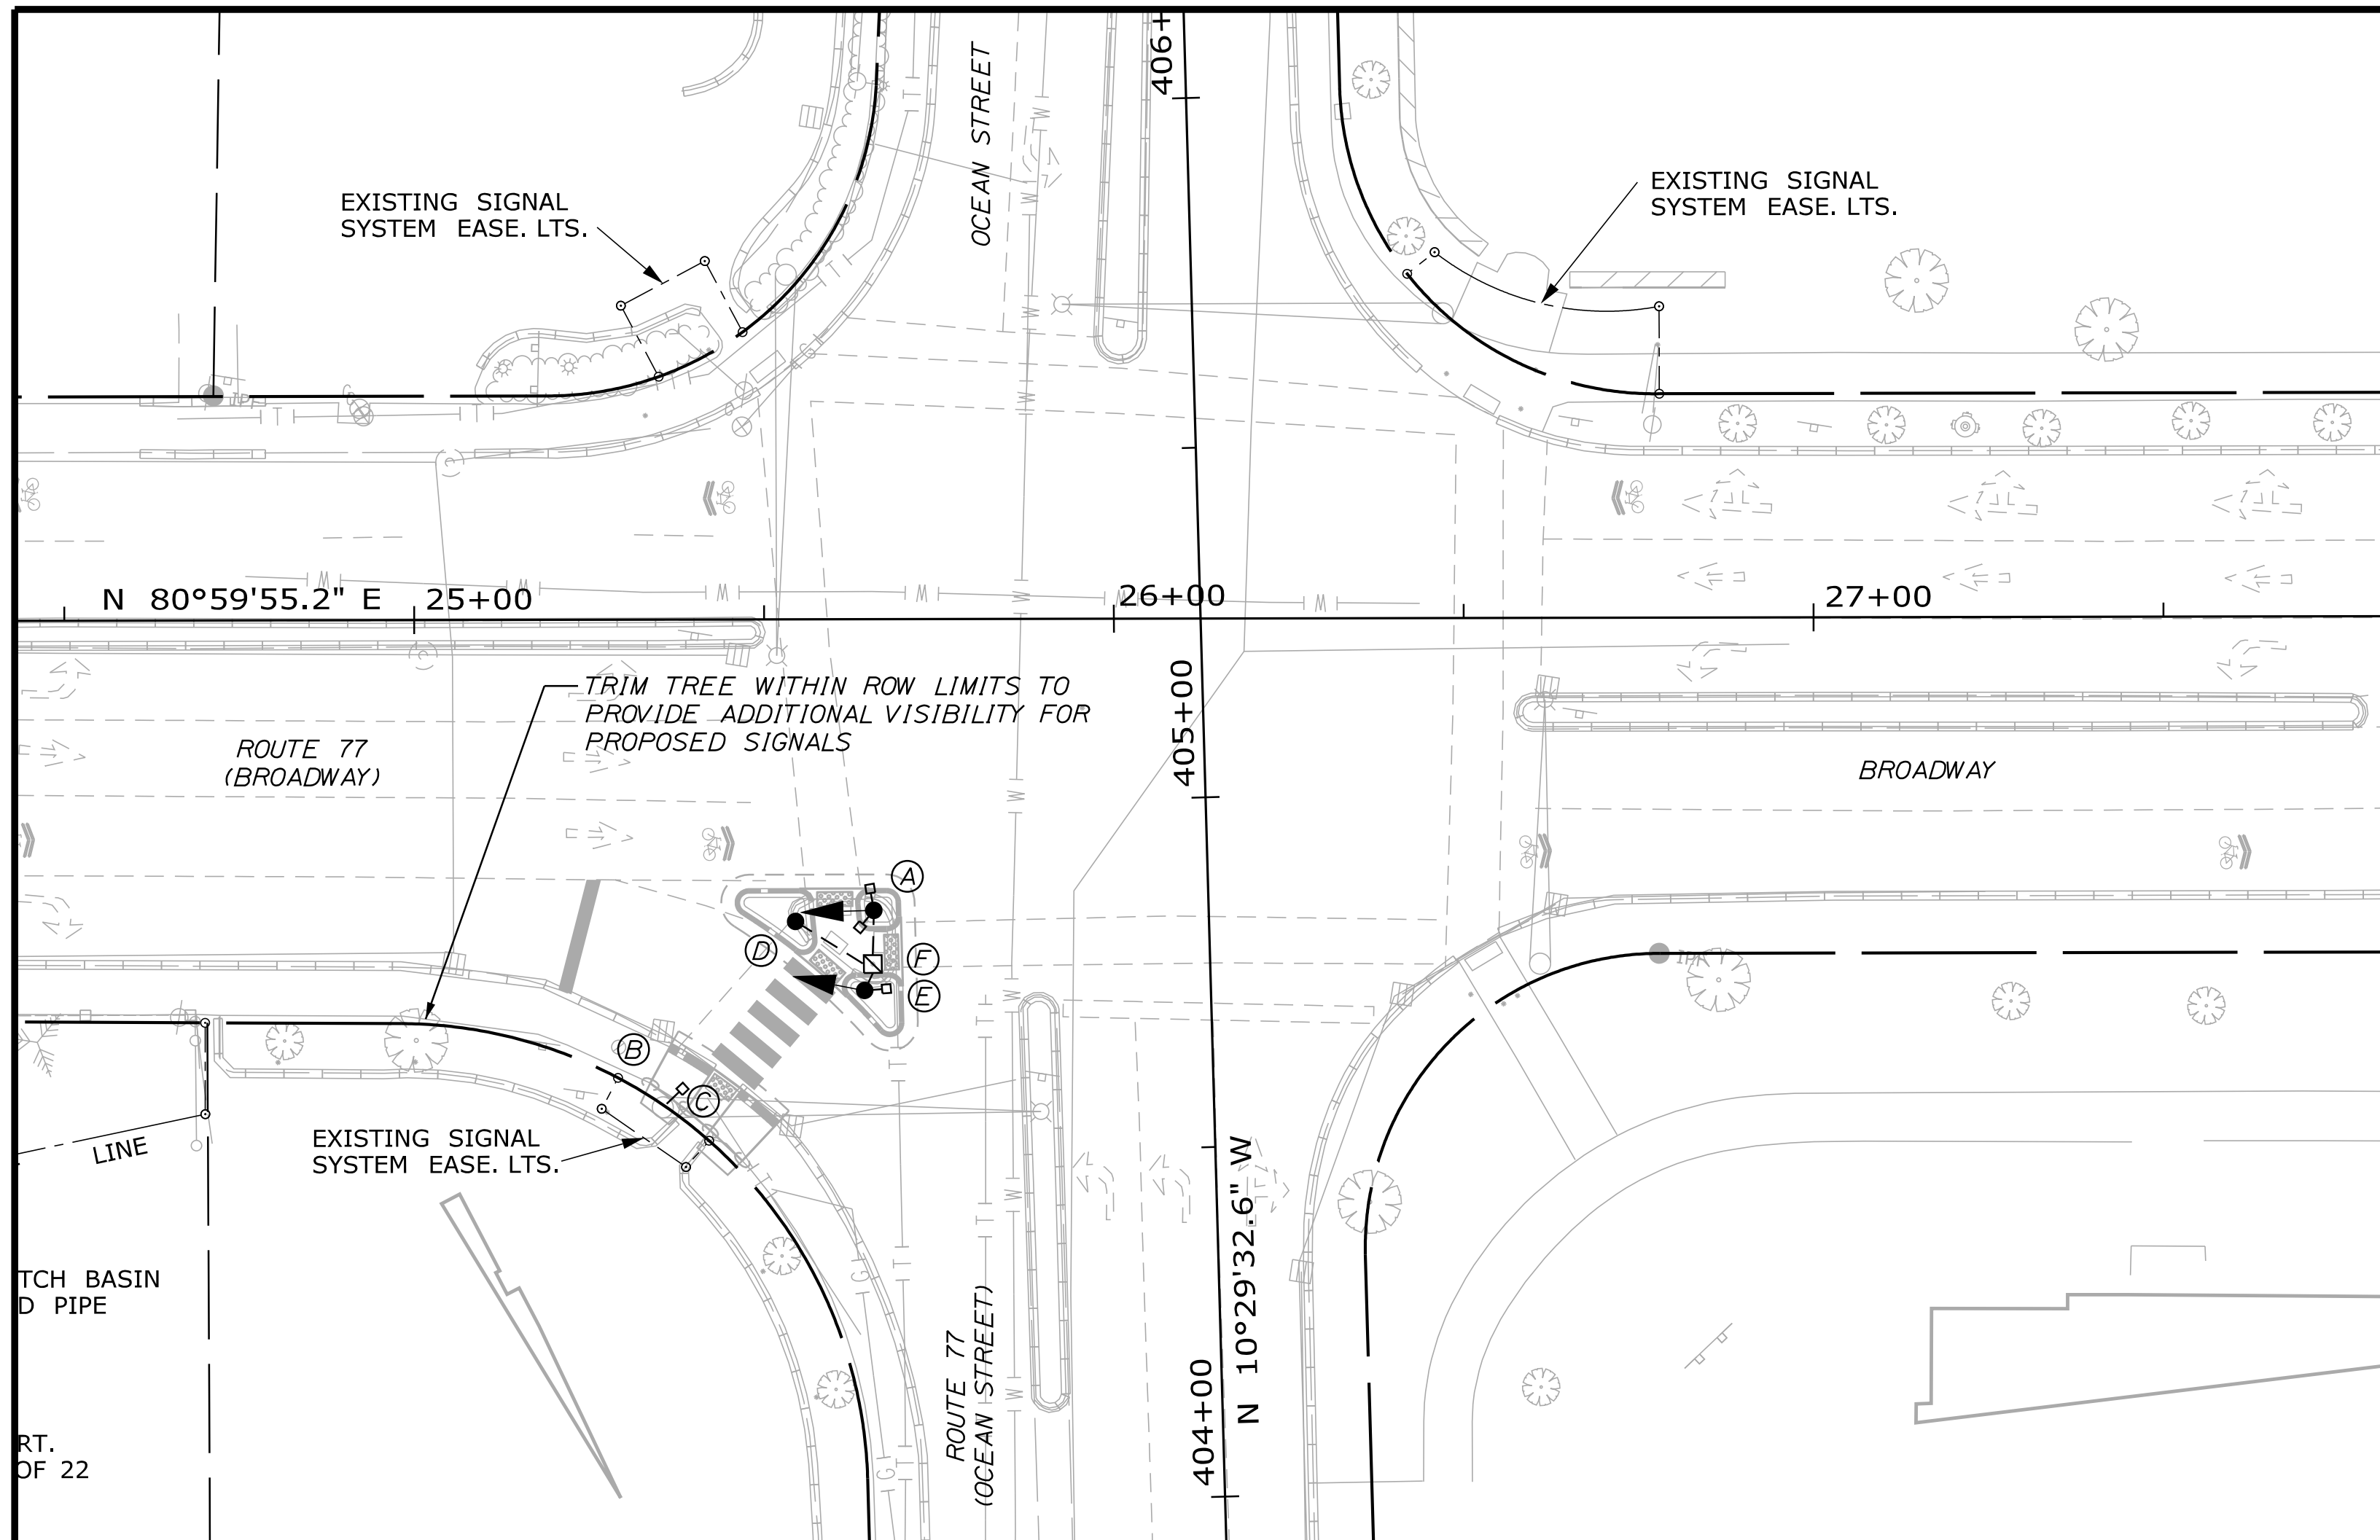 406+
OCEAN STREET
EXISTING SIGNAL
SYSTEM EASE. LTS.
EXISTING SIGNAL
SYSTEM EASE. LTS.
N 80°59'55.2" E
25+00
26+00
27+00
TRIM TREE WITHIN ROW LIMITS TO
PROVIDE ADDITIONAL VISIBILITY FOR
PROPOSED SIGNALS
ROUTE 77
(BROADWAY)
405+00
BROADWAY
A
D
F
E
B
C
EXISTING SIGNAL
SYSTEM EASE. LTS.
LINE
N 10°29'32.6" W
TCH BASIN
D PIPE
ROUTE 77
(OCEAN STREET)
404+00
RT.
OF 22